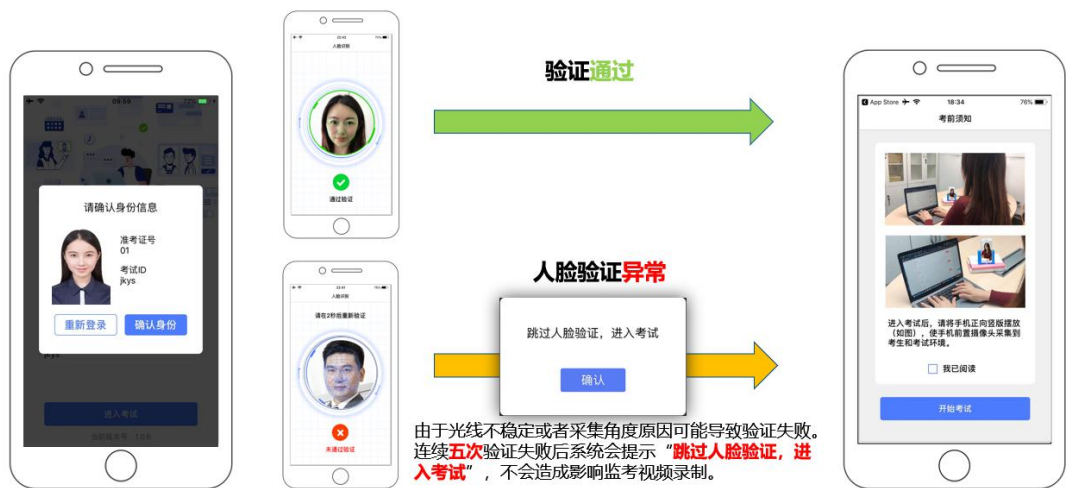 09:59
72%
请确认身份信息
准考证号
01
考试ID
jkys
重新登录
确认身份
jkys
进入考试
当前版本号：1.0.6
人脸识别
通过验证
验证通过
人脸识别
请在2秒后重新验证
未通过验证
人脸验证异常
跳过人脸验证，进入考试
确认
由于光线不稳定或者采集角度原因可能导致验证失败。
连续五次验证失败后系统会提示“跳过人脸验证，进
入考试”，不会造成影响监考视频录制。
App Store
18:34
76%
考前须知
进入考试后，请将手机正向竖版摆放
（如图），使手机前置摄像头采集到
考生和考试环境。
我已阅读
开始考试